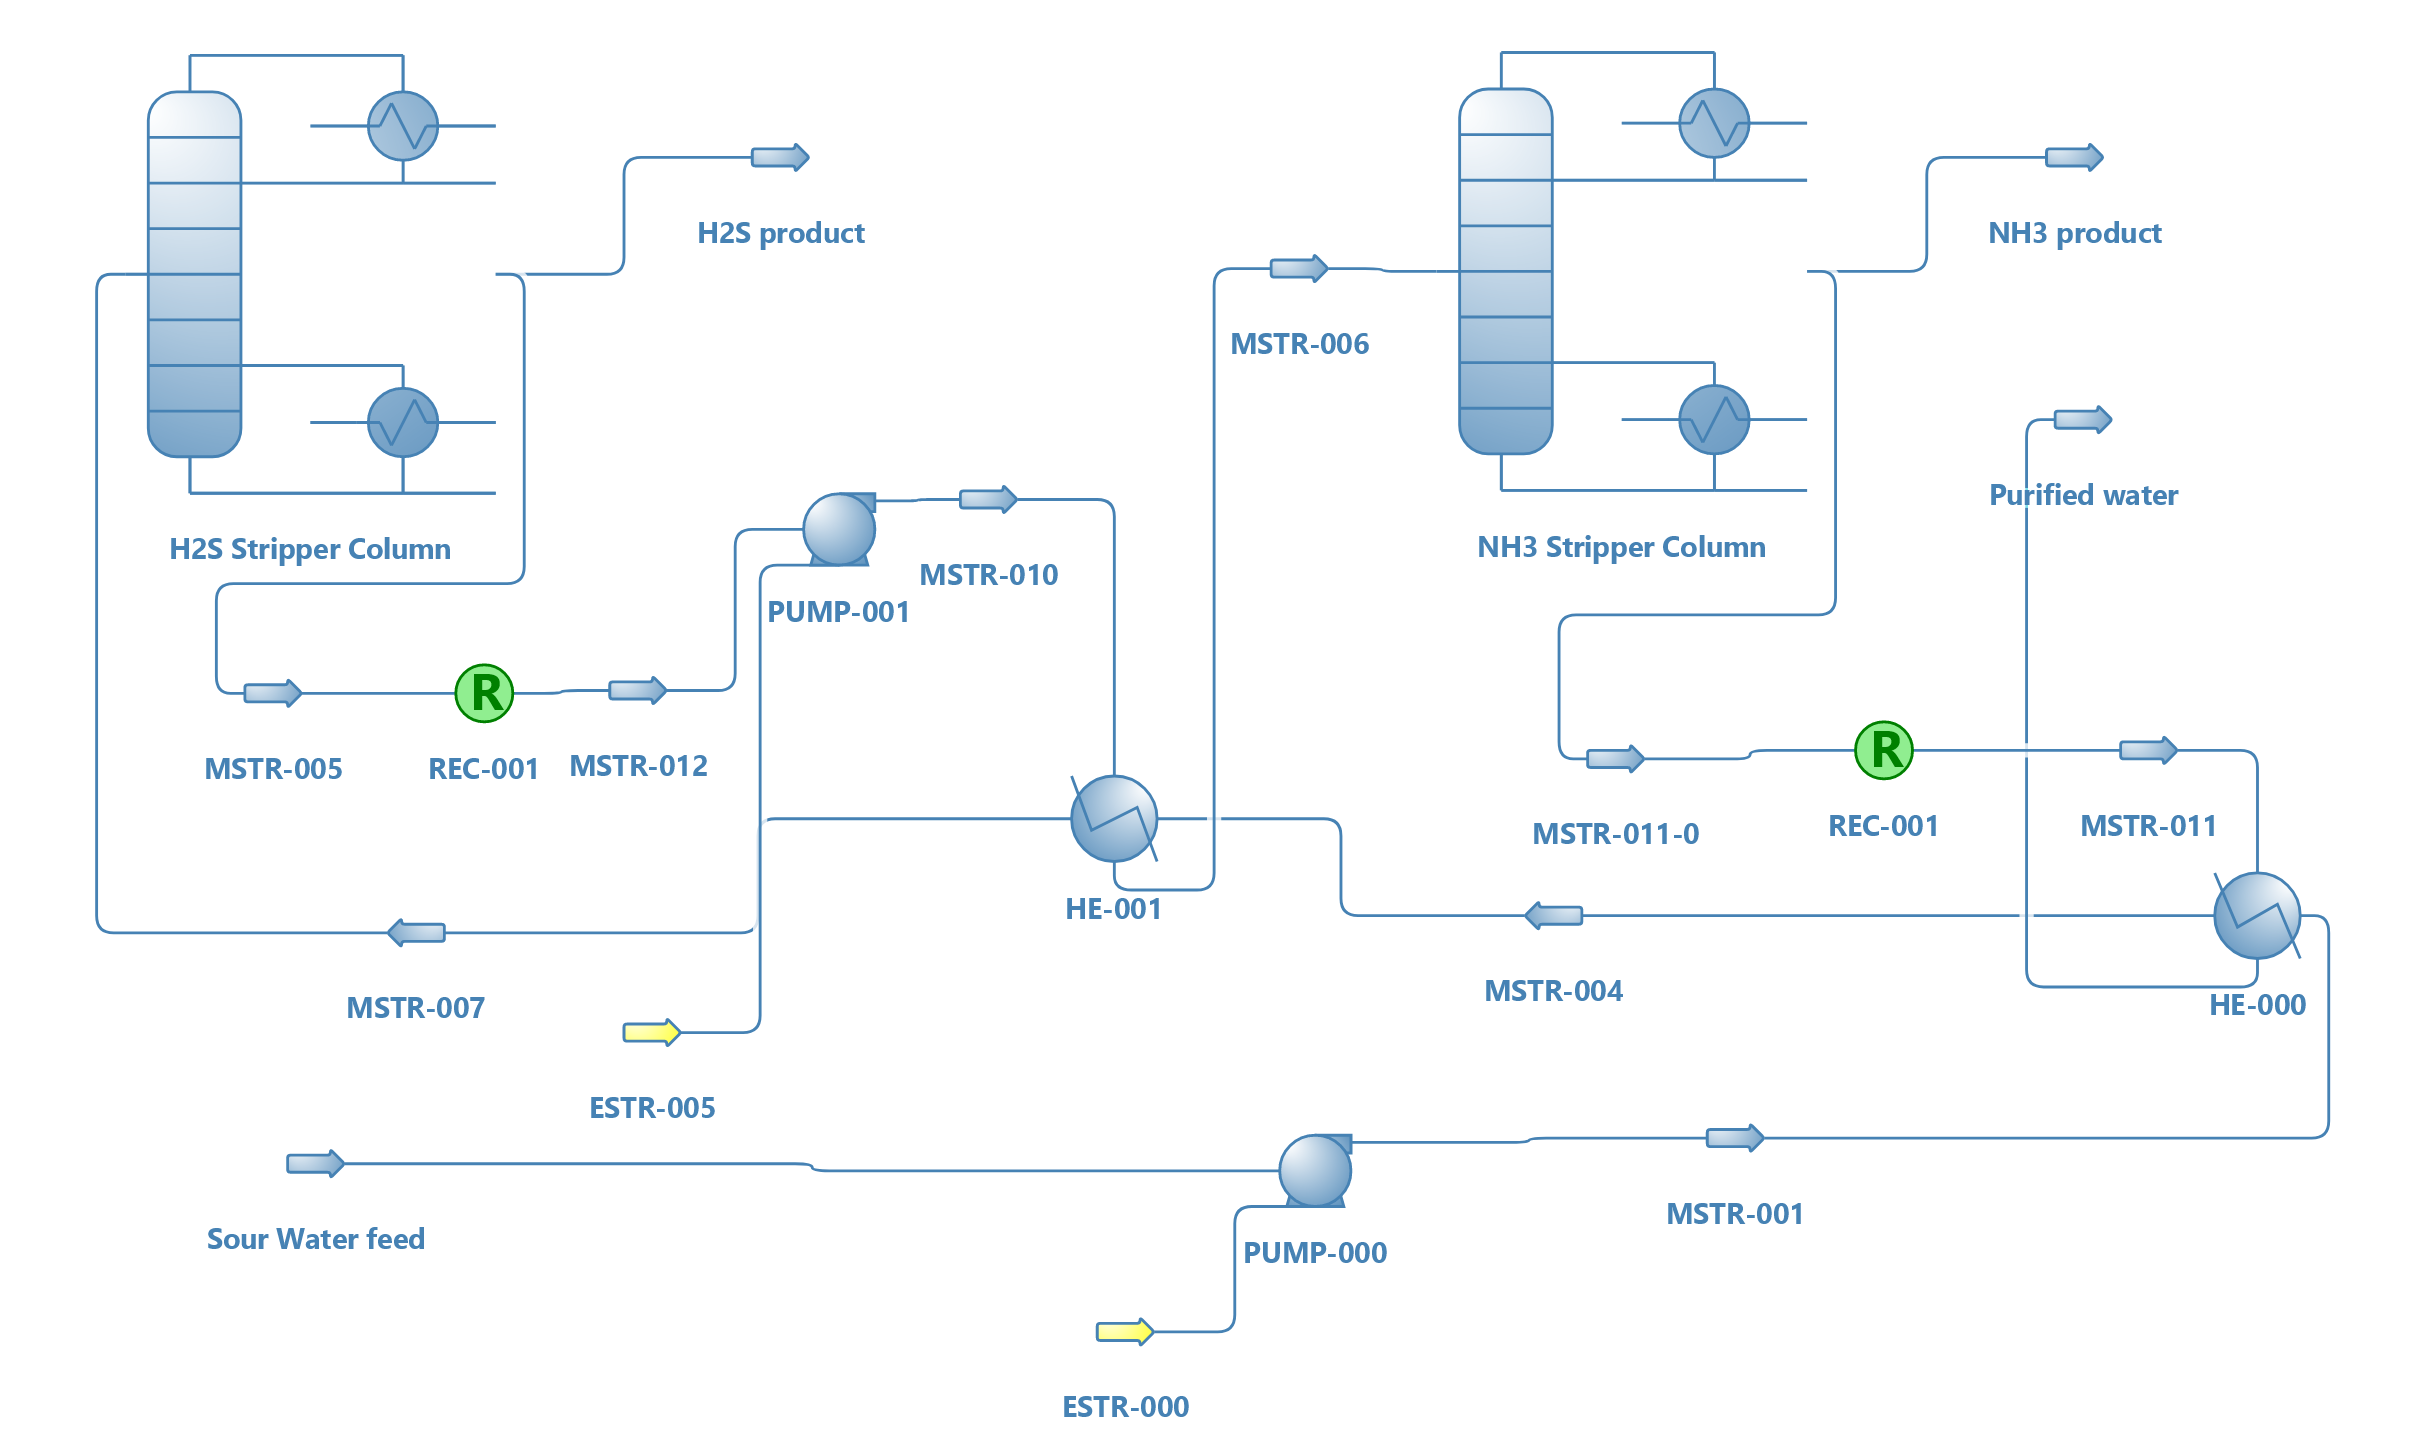 H2S product
NH3 product
MSTR-006
Purified water
H2S Stripper Column
NH3 Stripper Column
MSTR-010
PUMP-001
R
MSTR-005
REC-001
MSTR-012
R
MSTR-011-0
REC-001
MSTR-011
HE-001
MSTR-007
MSTR-004
HE-000
ESTR-005
Sour Water feed
PUMP-000
MSTR-001
ESTR-000